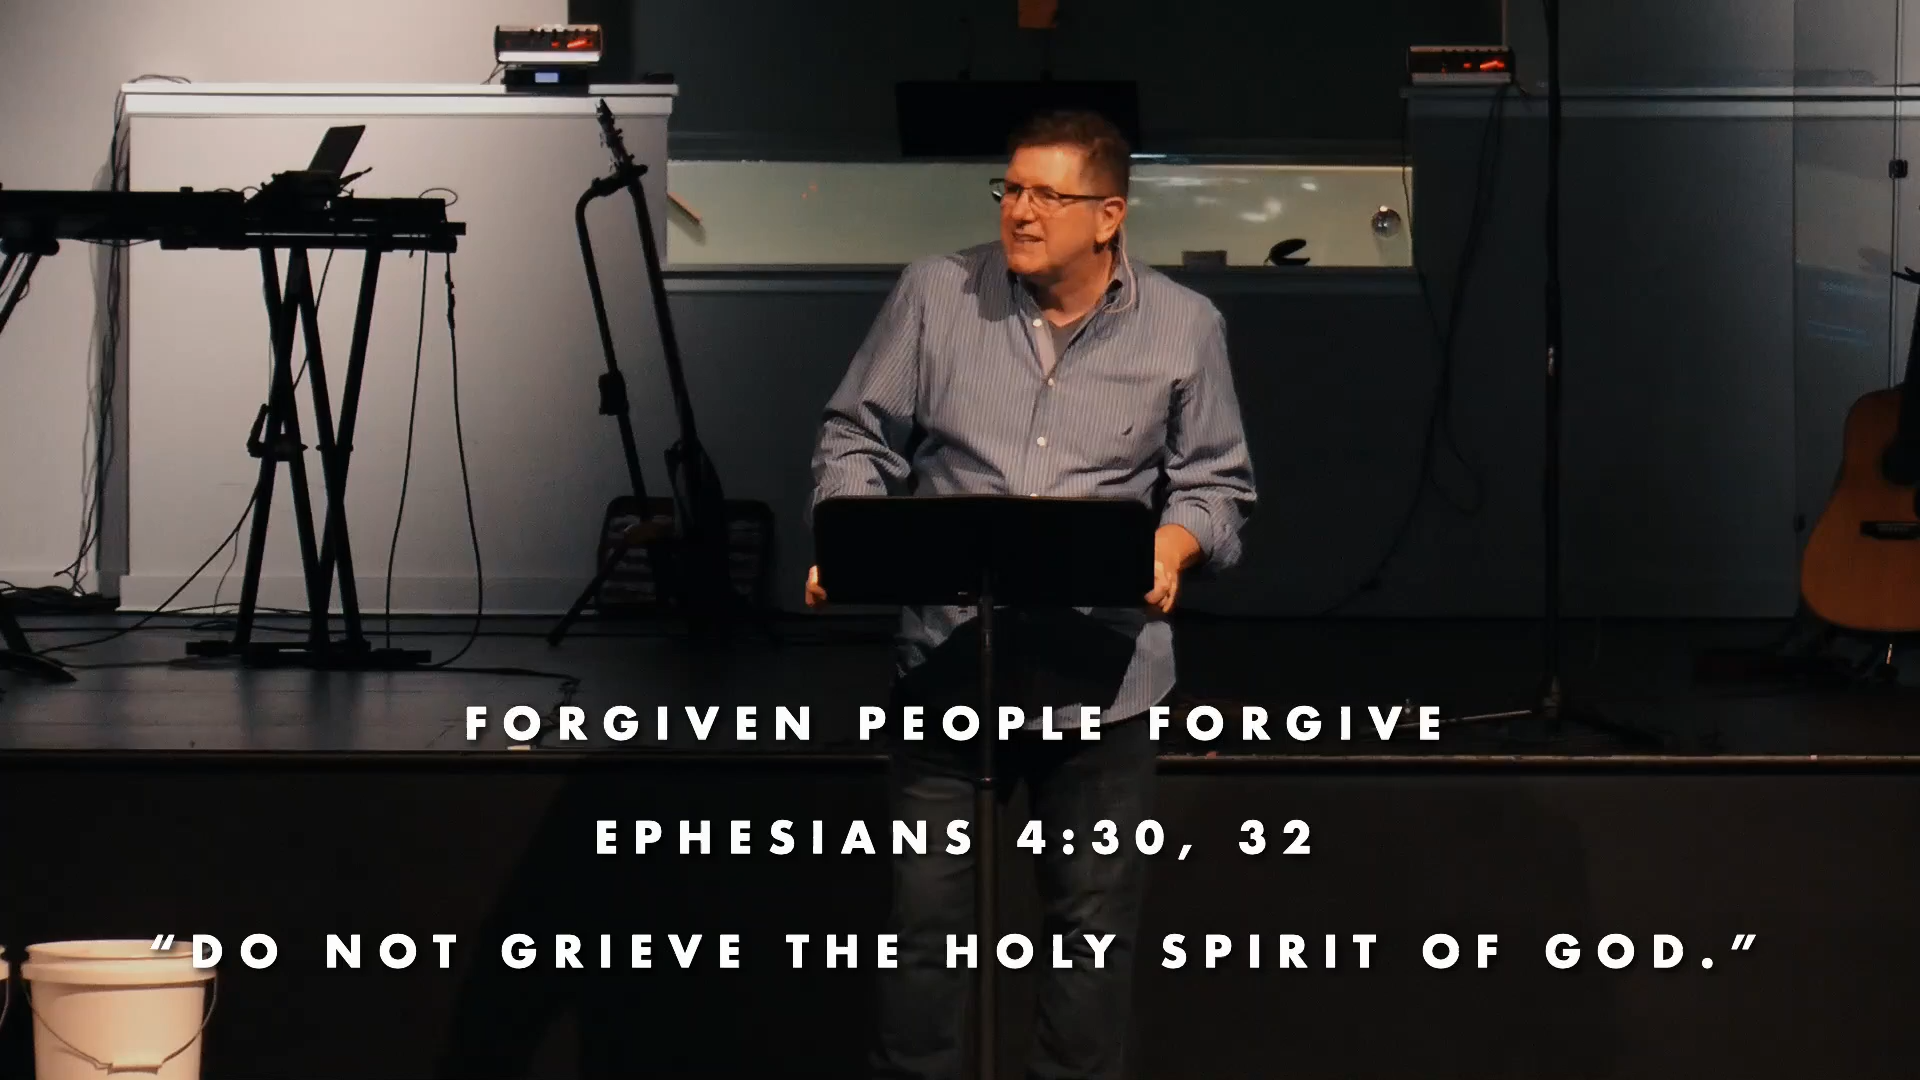 FORGIVEN PEOPLE FORGIVE
EPHESIANS 4:30, 32
“DO NOT GRIEVE THE HOLY SPIRIT OF GOD.”